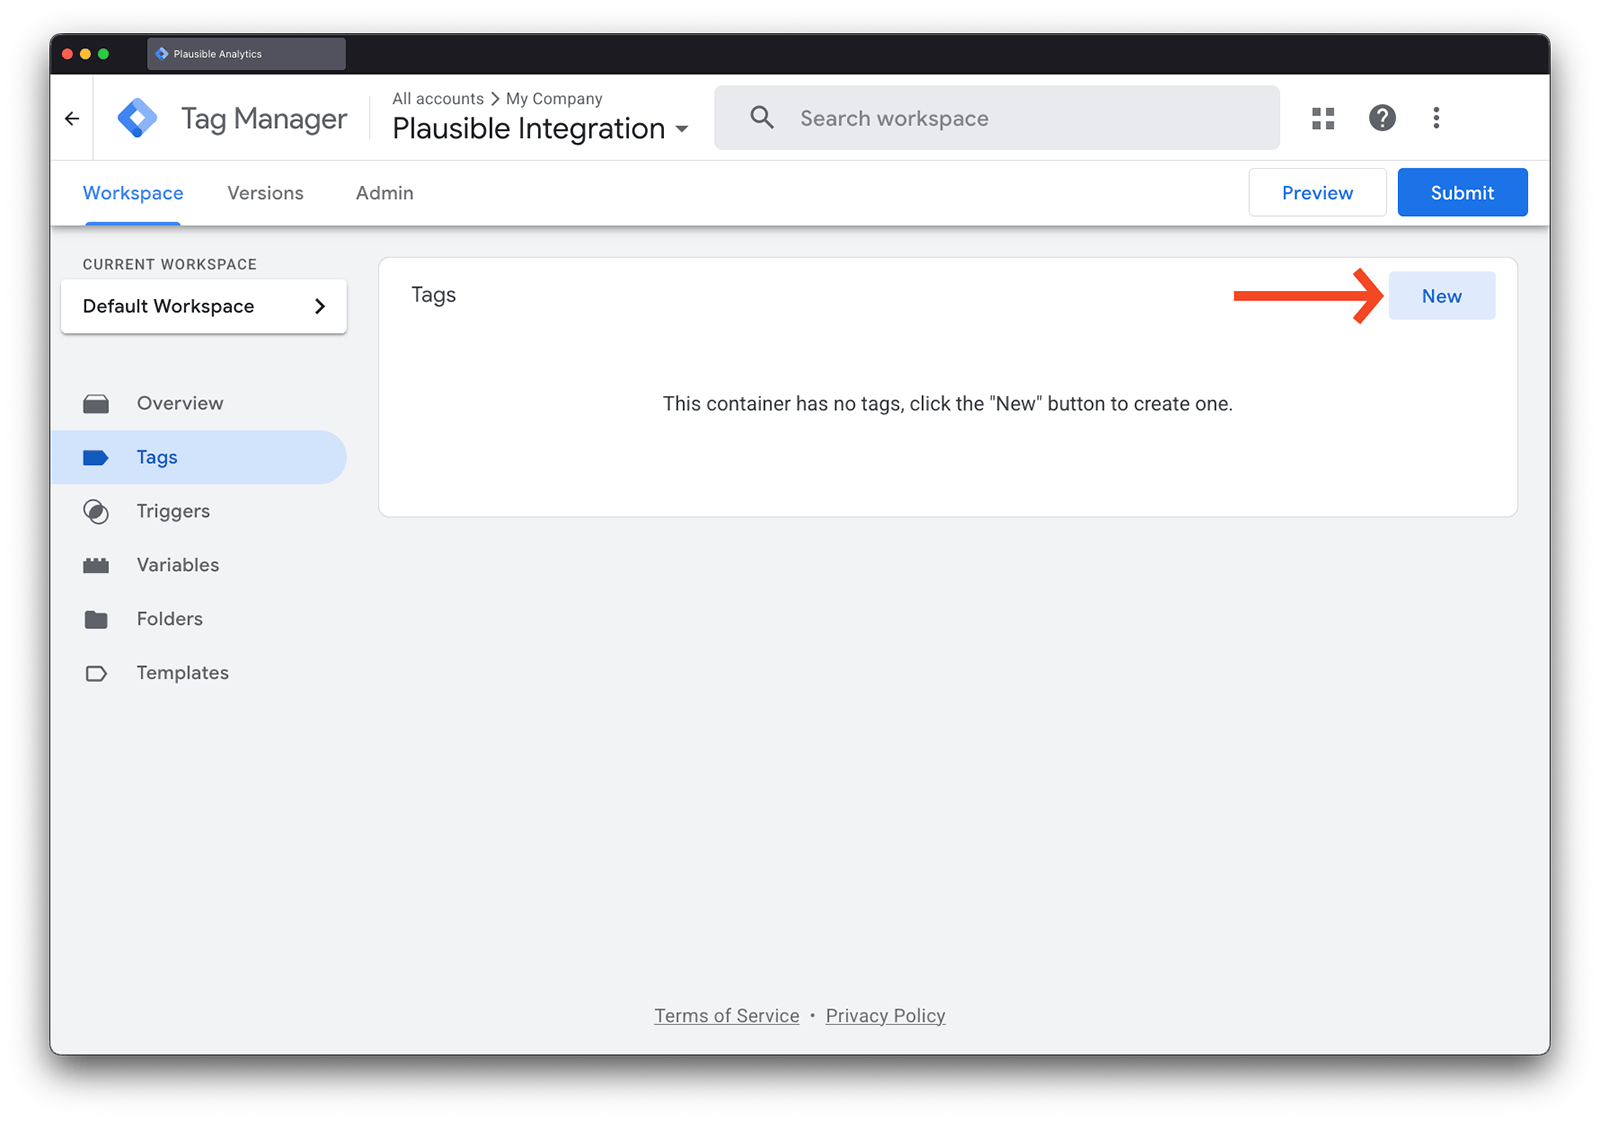 Plausible Analytics
Tag Manager
All accounts > My Company
Plausible Integration
Search workspace
?
Workspace
Versions
Admin
Preview
Submit
CURRENT WORKSPACE
Default Workspace
Overview
Tags
Triggers
Variables
Folders
Templates
Tags
New
This container has no tags, click the "New" button to create one.
Terms of Service • Privacy Policy